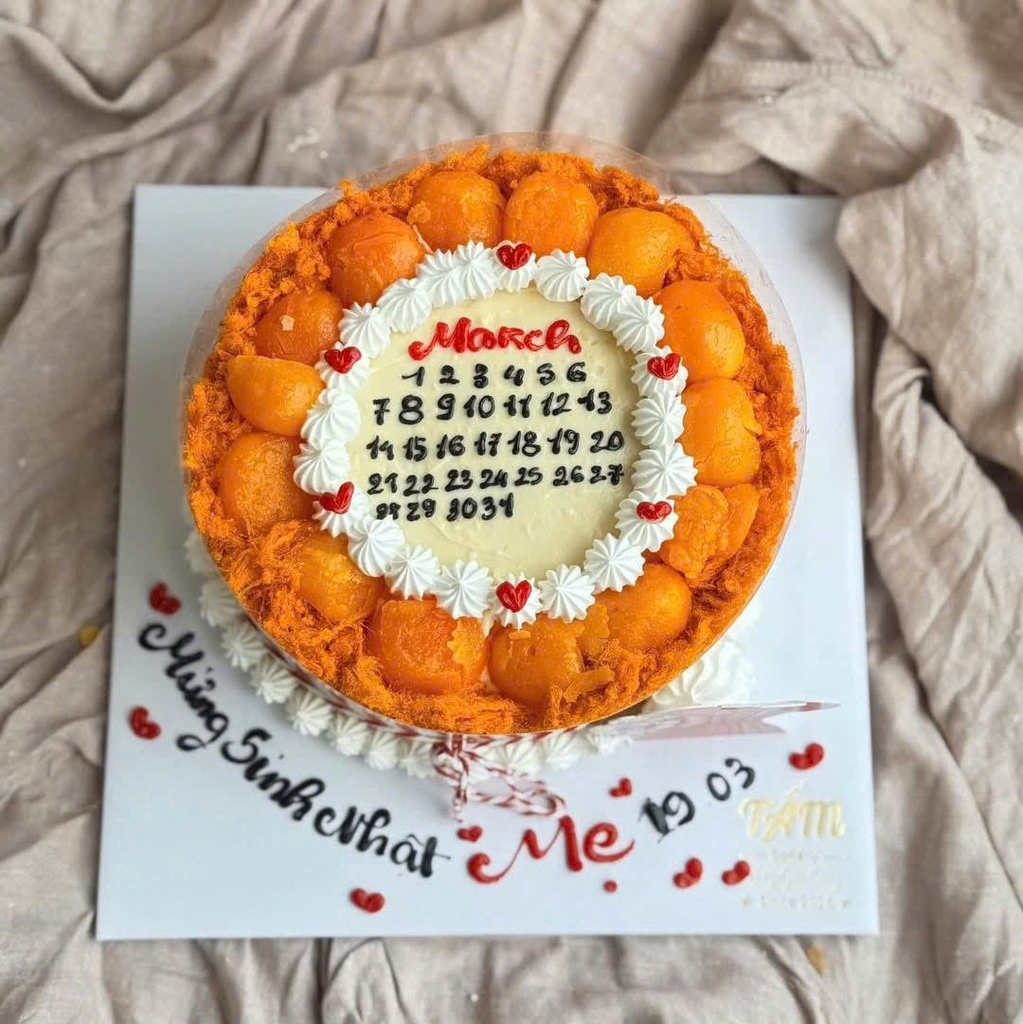 March
1 2 3 4 5 6
7 8 9 10 11 12 13
14 15 16 17 18 19 20
21 22 23 24 25 26 27
29 30 31
Mừng Sinh Nhật Mẹ 19 03
TÂM